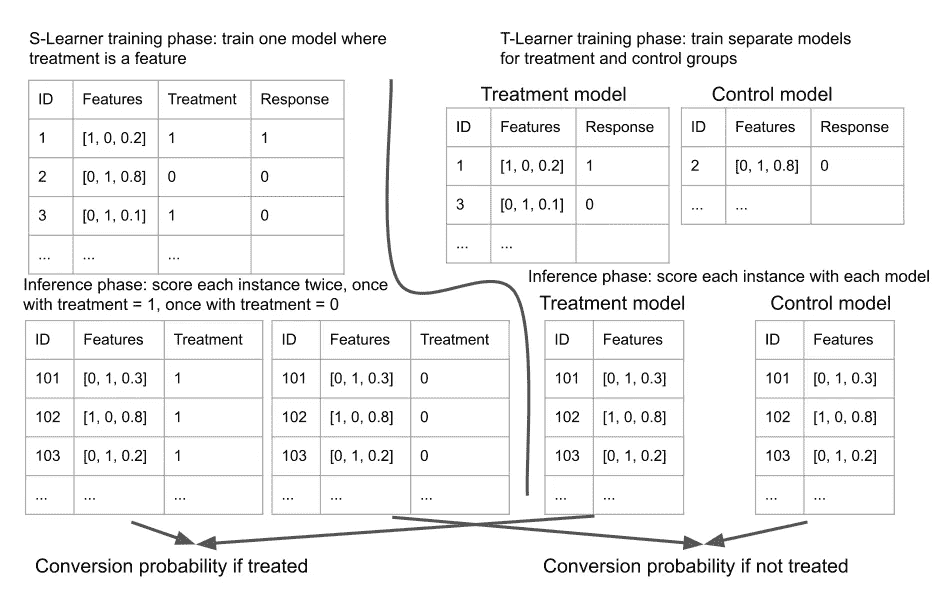 S-Learner training phase: train one model where
treatment is a feature
ID Features Treatment Response
1 [1, 0, 0.2] 1 1
2 [0, 1, 0.8] 0 0
3 [0, 1, 0.1] 1 0
... ... ...
T-Learner training phase: train separate models
for treatment and control groups
Treatment model
ID Features Response
1 [1, 0, 0.2] 1
3 [0, 1, 0.1] 0
... ...
Control model
ID Features Response
2 [0, 1, 0.8] 0
... ...
Inference phase: score each instance twice, once
with treatment = 1, once with treatment = 0
ID Features Treatment
101 [0, 1, 0.3] 1
102 [1, 0, 0.8] 1
103 [0, 1, 0.2] 1
... ... ...
ID Features Treatment
101 [0, 1, 0.3] 0
102 [1, 0, 0.8] 0
103 [0, 1, 0.2] 0
... ... ...
Inference phase: score each instance with each model
Treatment model
ID Features
101 [0, 1, 0.3]
102 [1, 0, 0.8]
103 [0, 1, 0.2]
... ...
Control model
ID Features
101 [0, 1, 0.3]
102 [1, 0, 0.8]
103 [0, 1, 0.2]
... ...
Conversion probability if treated
Conversion probability if not treated